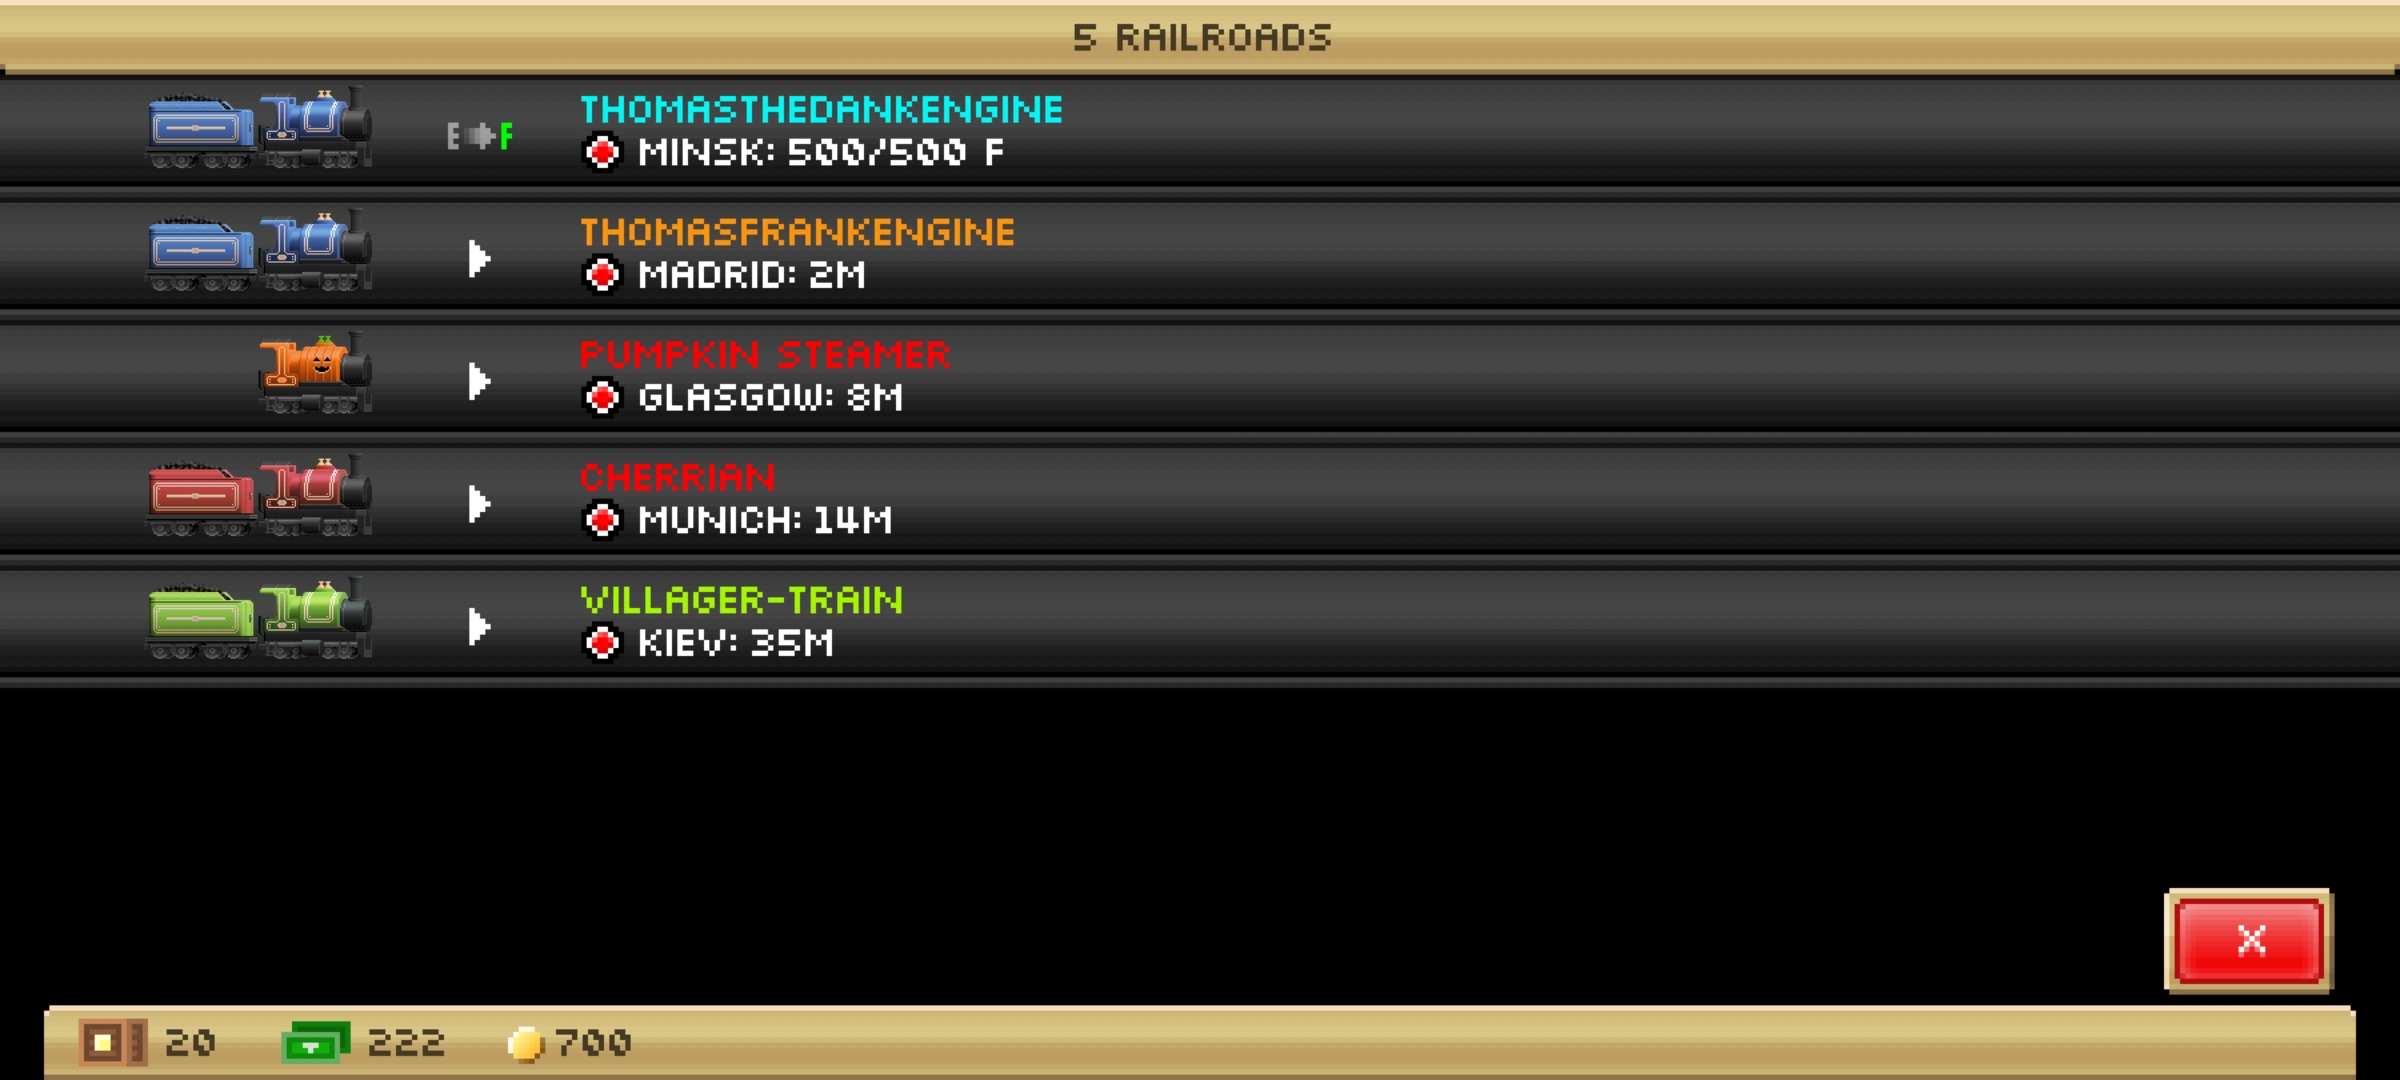 5 RAILROADS
E F
THOMASTHEDANKENGINE
MINSK: 500/500 F
THOMASFRANKENGINE
MADRID: 2M
PUMPKIN STEAMER
GLASGOW: 8M
CHERRIAN
MUNICH: 14M
VILLAGER-TRAIN
KIEV: 35M
X
20 222 700